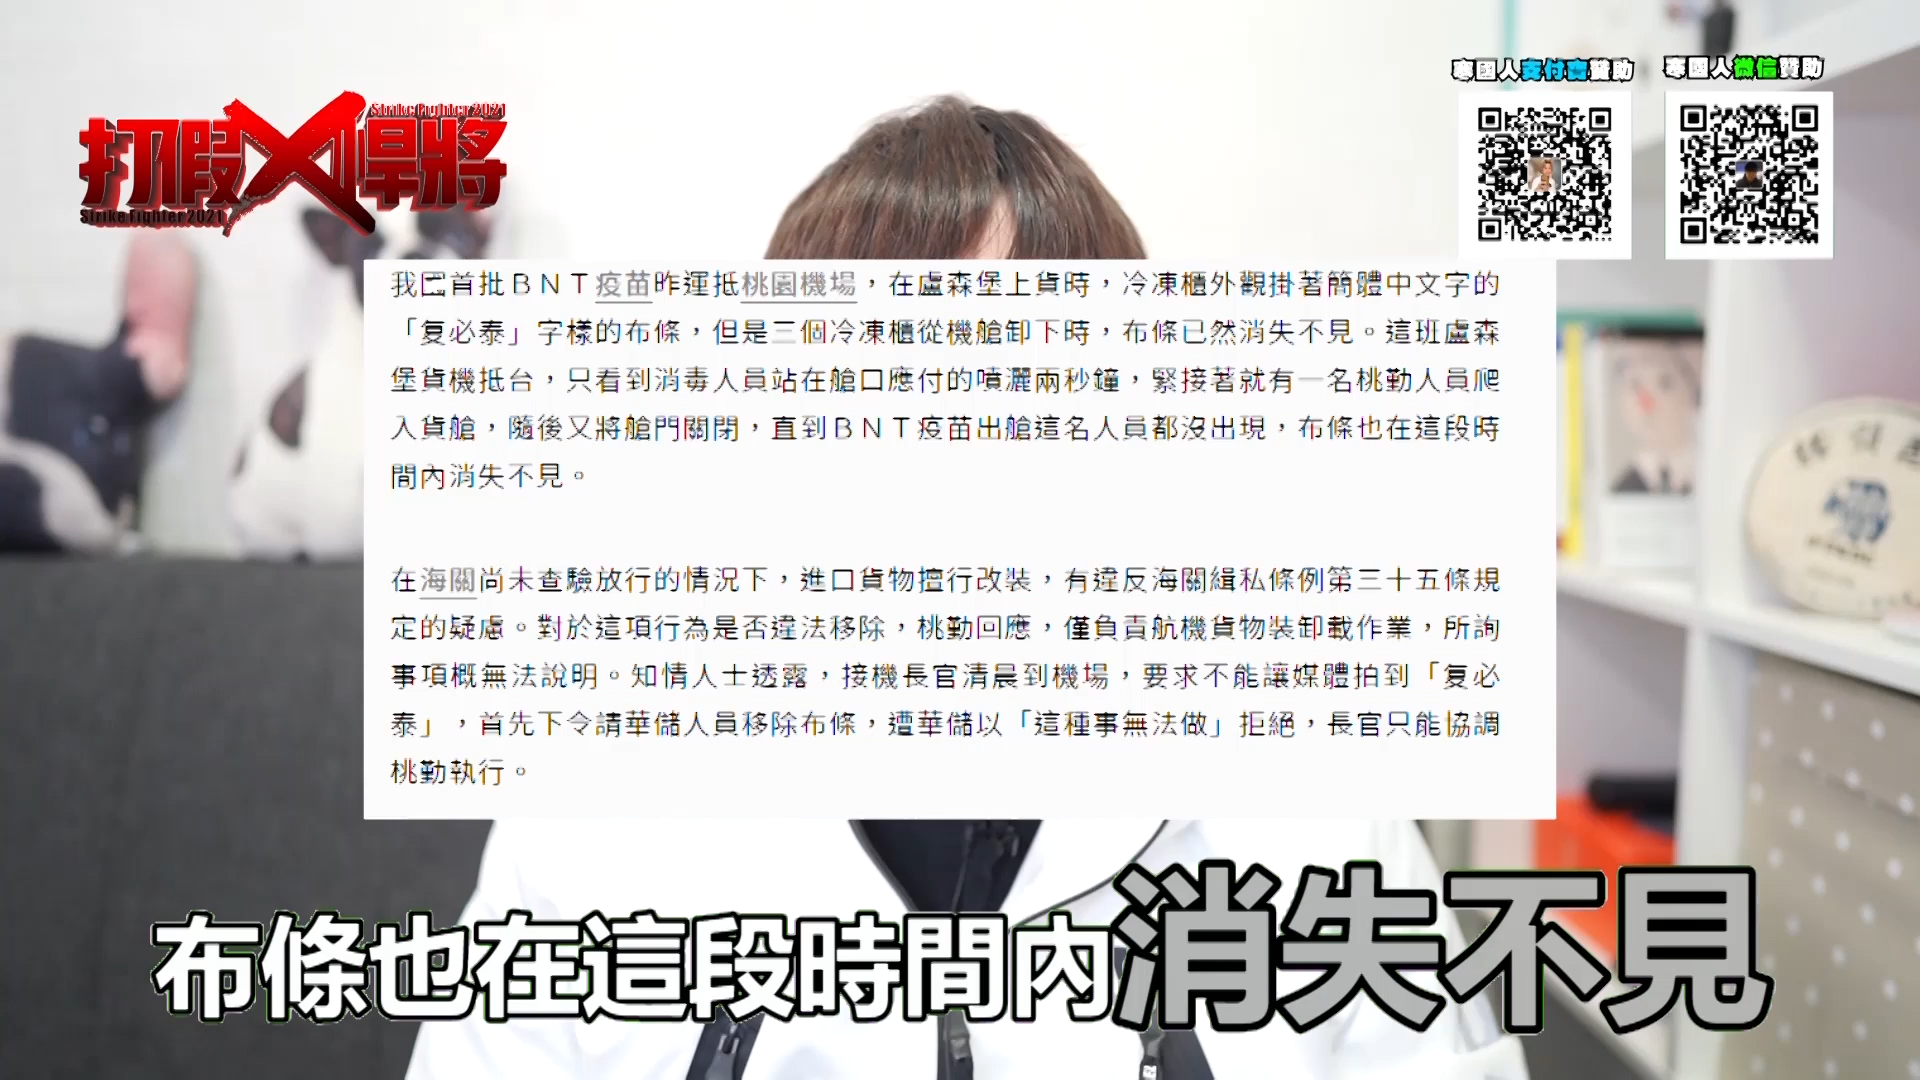 打假悍將
Strike Fighter 2021
Strike Fighter 2021
寒國人支付寶贊助
寒國人微信贊助
我國首批ＢＮＴ疫苗昨運抵桃園機場，在盧森堡上貨時，冷凍櫃外觀掛著簡體中文字的
「复必泰」字樣的布條，但是三個冷凍櫃從機艙卸下時，布條已然消失不見。這班盧森
堡貨機抵台，只看到消毒人員站在艙口應付的噴灑兩秒鐘，緊接著就有一名桃勤人員爬
入貨艙，隨後又將艙門關閉，直到ＢＮＴ疫苗出艙這名人員都沒出現，布條也在這段時
間內消失不見。
在海關尚未查驗放行的情況下，進口貨物擅行改裝，有違反海關緝私條例第三十五條規
定的疑慮。對於這項行為是否違法移除，桃勤回應，僅負責航機貨物裝卸載作業，所詢
事項概無法說明。知情人士透露，接機長官清晨到機場，要求不能讓媒體拍到「复必
泰」，首先下令請華儲人員移除布條，遭華儲以「這種事無法做」拒絕，長官只能協調
桃勤執行。
布條也在這段時間內消失不見